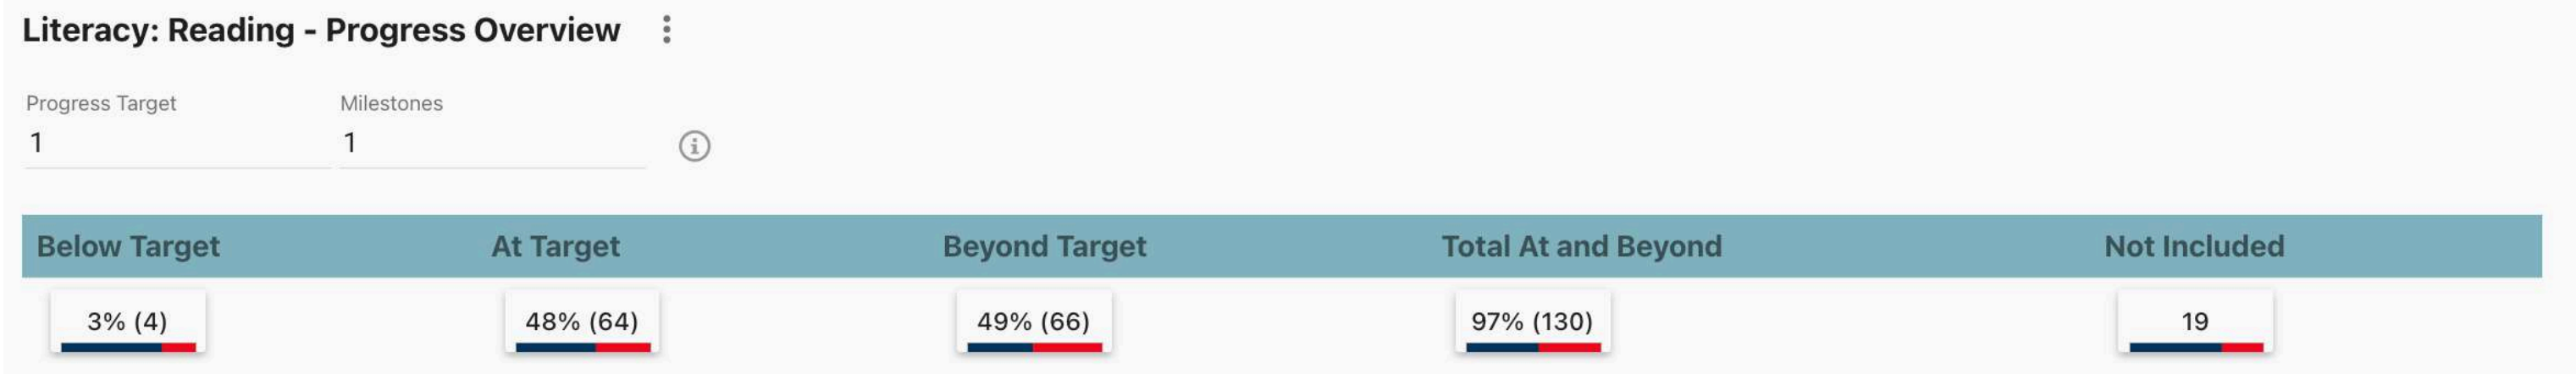 Literacy: Reading - Progress Overview
Progress Target Milestones
1 1
Below Target At Target Beyond Target Total At and Beyond Not Included
3% (4) 48% (64) 49% (66) 97% (130) 19